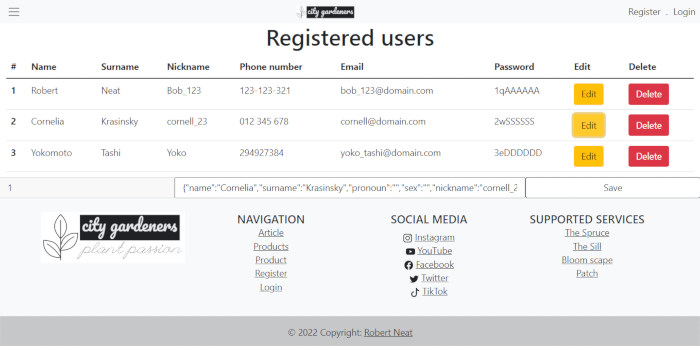 city gardeners
Register
Login
Registered users
# Name Surname Nickname Phone number Email Password Edit Delete
1 Robert Neat Bob_123 123-123-321 bob_123@domain.com 1qAAAAAA Edit Delete
2 Cornelia Krasinsky cornell_23 012 345 678 cornell@domain.com 2wSSSSSS Edit Delete
3 Yokomoto Tashi Yoko 294927384 yoko_tashi@domain.com 3eDDDDDD Edit Delete
1 {"name":"Cornelia","surname":"Krasinsky","pronoun":"","sex":"","nickname":"cornell_2 Save
city gardeners
plant passion
NAVIGATION
Article
Products
Product
Register
Login
SOCIAL MEDIA
Instagram
YouTube
Facebook
Twitter
TikTok
SUPPORTED SERVICES
The Spruce
The Sill
Bloom scape
Patch
© 2022 Copyright: Robert Neat